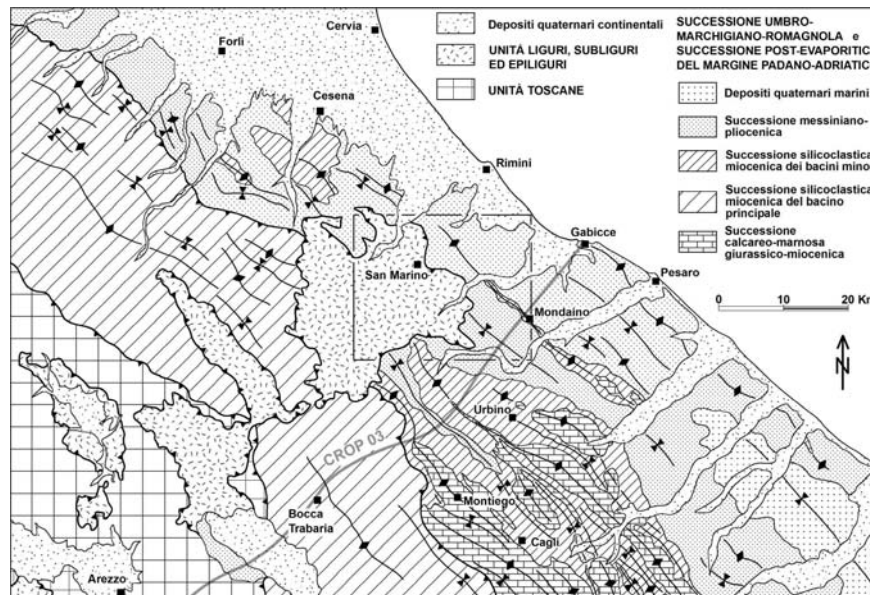 Cervia
Forlì
Cesena
Rimini
San Marino
Gabicce
Pesaro
Mondaino
Urbino
CROP 03
Bocca
Trabaria
Montiego
Cagli
Arezzo
Depositi quaternari continentali
UNITÀ LIGURI, SUBLIGURI
ED EPILIGURI
UNITÀ TOSCANE
SUCCESSIONE UMBRO-
MARCHIGIANO-ROMAGNOLA e
SUCCESSIONE POST-EVAPORITIC
DEL MARGINE PADANO-ADRIATIC
Depositi quaternari marini
Successione messiniano-
pliocenica
Successione silicoclastica
miocenica dei bacini mino
Successione silicoclastica
miocenica del bacino
principale
Successione
calcareo-marnosa
giurassico-miocenica
0 10 20 Km
N